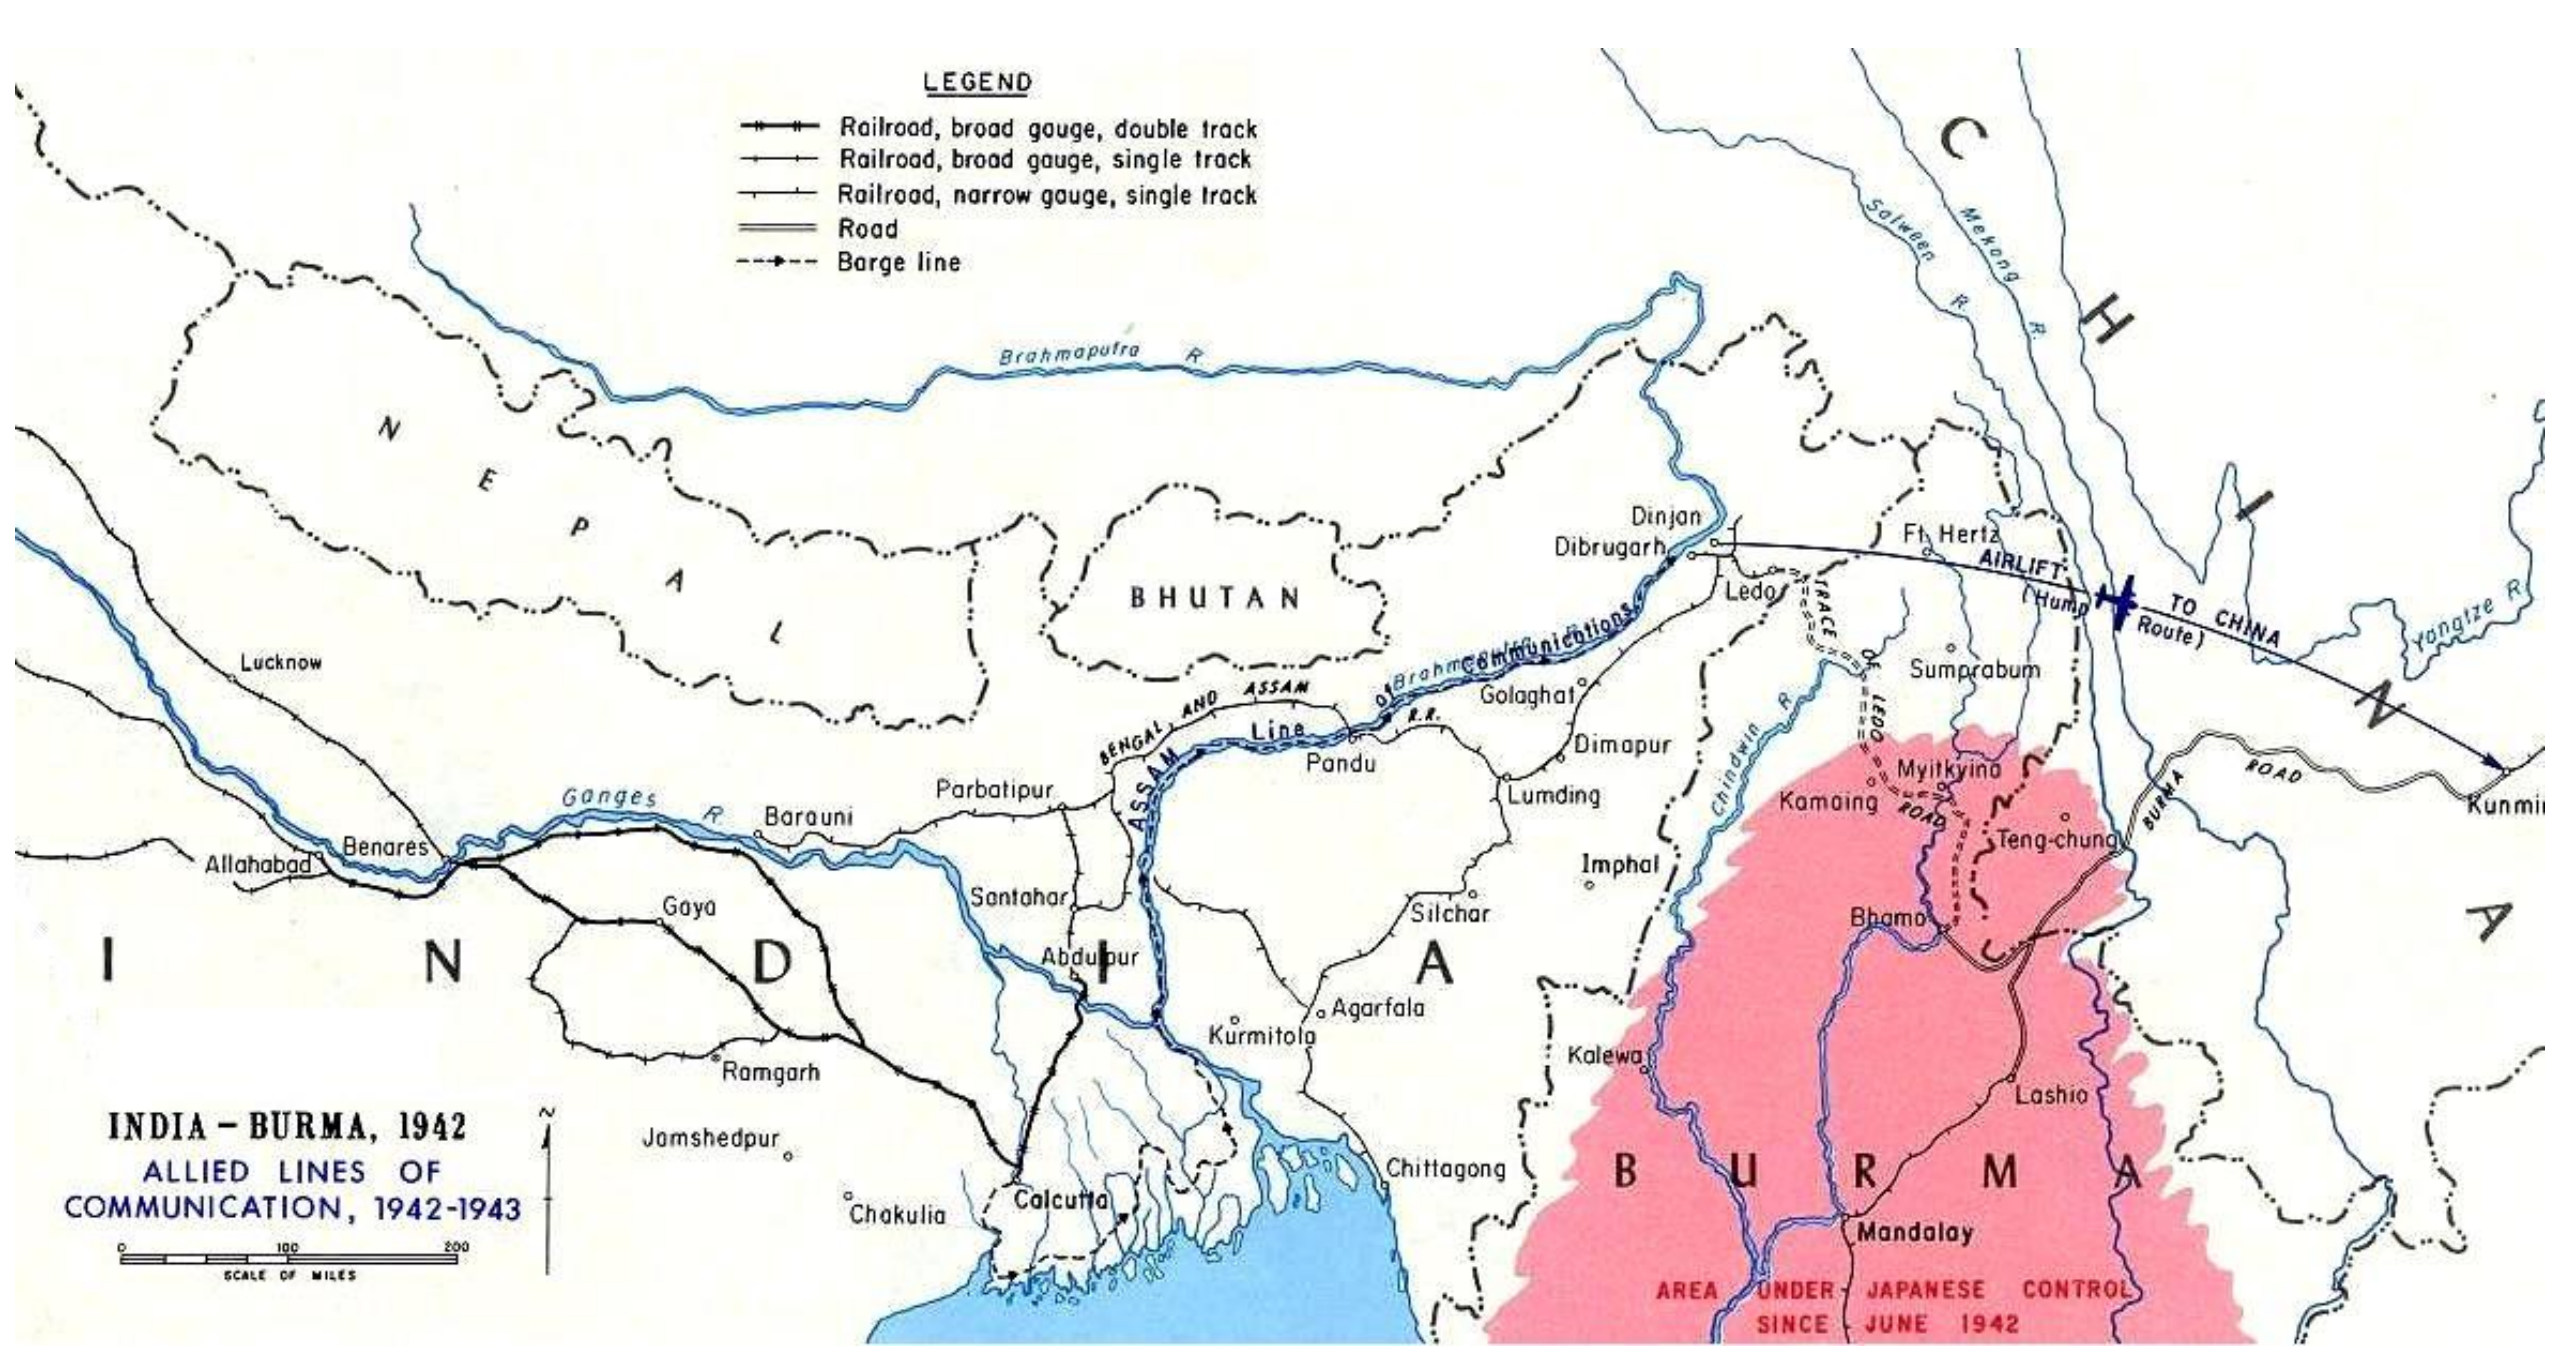 LEGEND
Railroad, broad gauge, double track
Railroad, broad gauge, single track
Railroad, narrow gauge, single track
Road
Barge line
C
H
I
N
A
Salween R.
Mekong R.
Brahmaputra R.
N
E
P
A
L
BHUTAN
Dinjan
Dibrugarh
Ft. Hertz
AIRLIFT
(Hump
TO CHINA
Route)
Yangtze R.
Ledo
TRACE
OF
LEDO
ROAD
Sumprabum
Lucknow
Communications
Golaghat
BENGAL AND ASSAM
R.R.
ASSAM
Line
Of
Pandu
Dimapur
Lumding
Chindwin R
Myitkyina
Kamaing
BURMA
ROAD
Kunmi
Teng-chung
Ganges R.
Barauni
Parbatipur
Benares
Allahabad
Imphal
Gaya
Santahar
Silchar
Bhamo
I
N
D
I
A
Abdulpur
Agarfala
Kurmitola
Kalewa
Ramgarh
Lashio
INDIA-BURMA, 1942
ALLIED LINES OF
COMMUNICATION, 1942-1943
0 100 200
SCALE OF MILES
N
Jamshedpur
Chakulia
Calcutta
Chittagong
B
U
R
M
A
Mandalay
AREA UNDER JAPANESE CONTROL
SINCE JUNE 1942